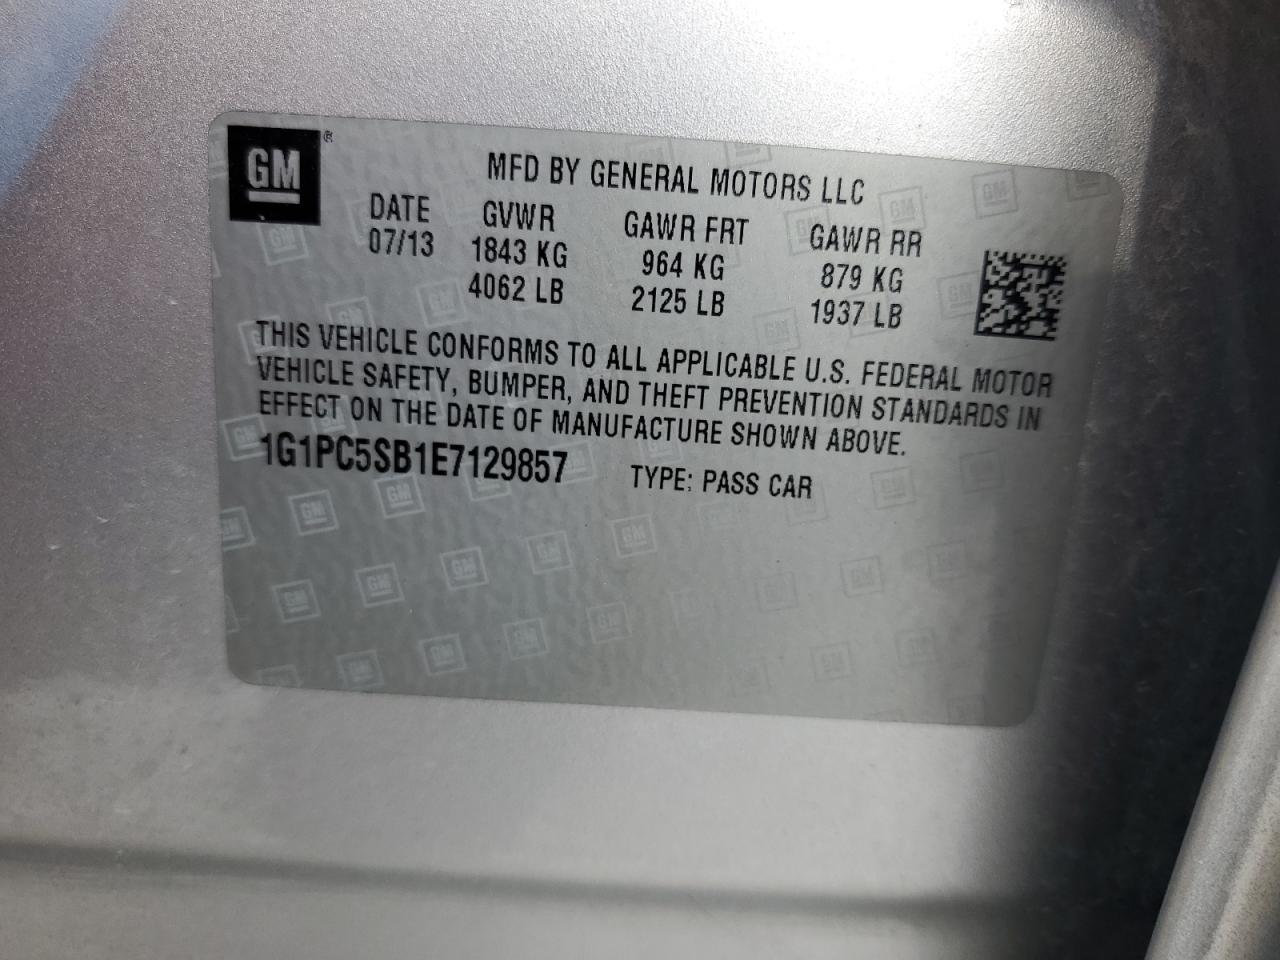 GM ®
MFD BY GENERAL MOTORS LLC
DATE GVWR GAWR FRT GAWR RR
07/13 1843 KG 964 KG 879 KG
4062 LB 2125 LB 1937 LB
THIS VEHICLE CONFORMS TO ALL APPLICABLE U.S. FEDERAL MOTOR
VEHICLE SAFETY, BUMPER, AND THEFT PREVENTION STANDARDS IN
EFFECT ON THE DATE OF MANUFACTURE SHOWN ABOVE.
1G1PC5SB1E7129857 TYPE: PASS CAR